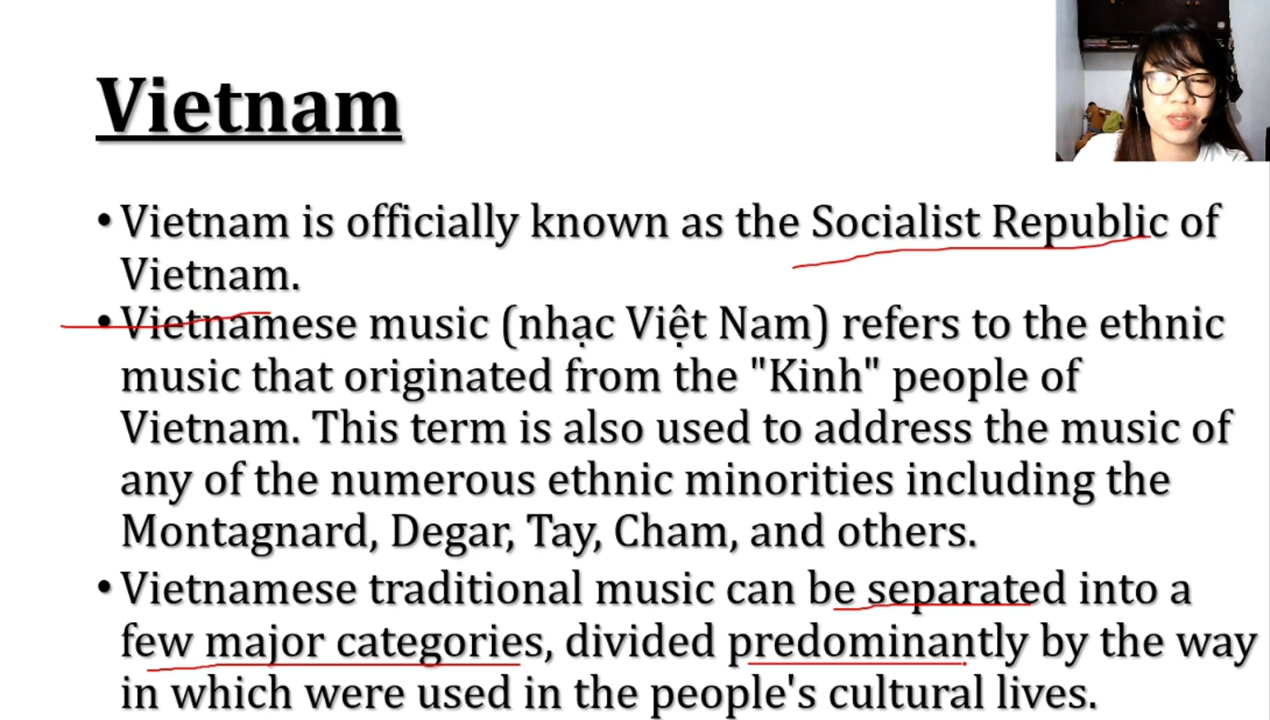 Vietnam
• Vietnam is officially known as the Socialist Republic of
Vietnam.
• Vietnamese music (nhạc Việt Nam) refers to the ethnic
music that originated from the "Kinh" people of
Vietnam. This term is also used to address the music of
any of the numerous ethnic minorities including the
Montagnard, Degar, Tay, Cham, and others.
• Vietnamese traditional music can be separated into a
few major categories, divided predominantly by the way
in which were used in the people's cultural lives.